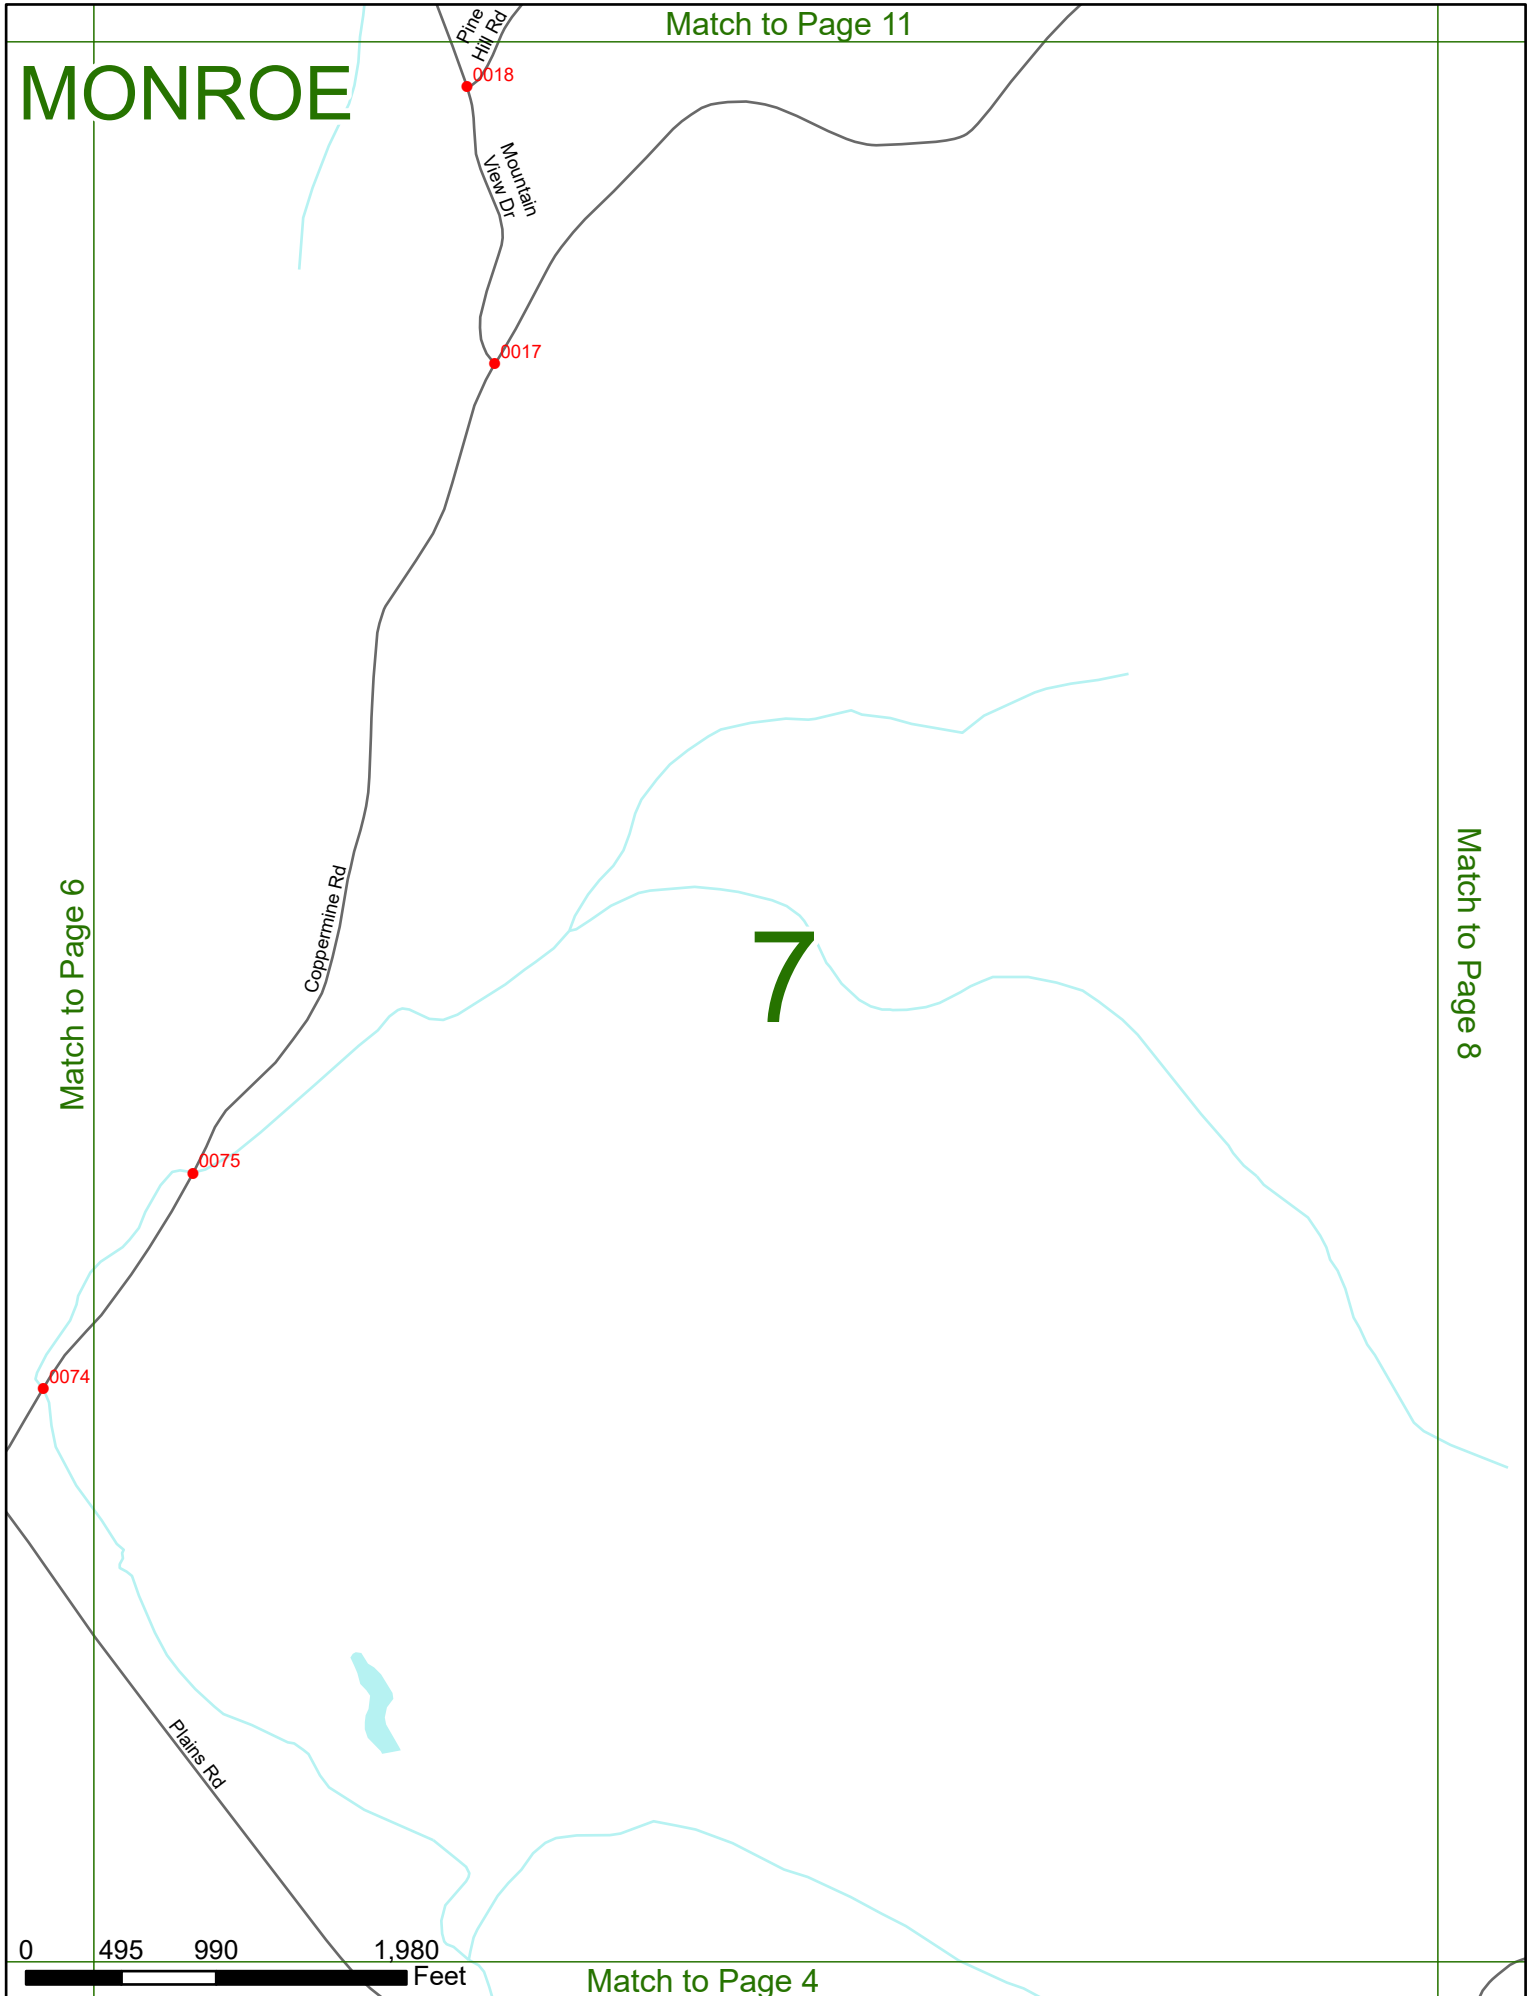 Match to Page 11
MONROE
Pine
Hill Rd
0018
Mountain
View Dr
0017
Coppermine Rd
Match to Page 6
7
Match to Page 8
0075
0074
Plains Rd
0 495 990 1,980
Feet
Match to Page 4